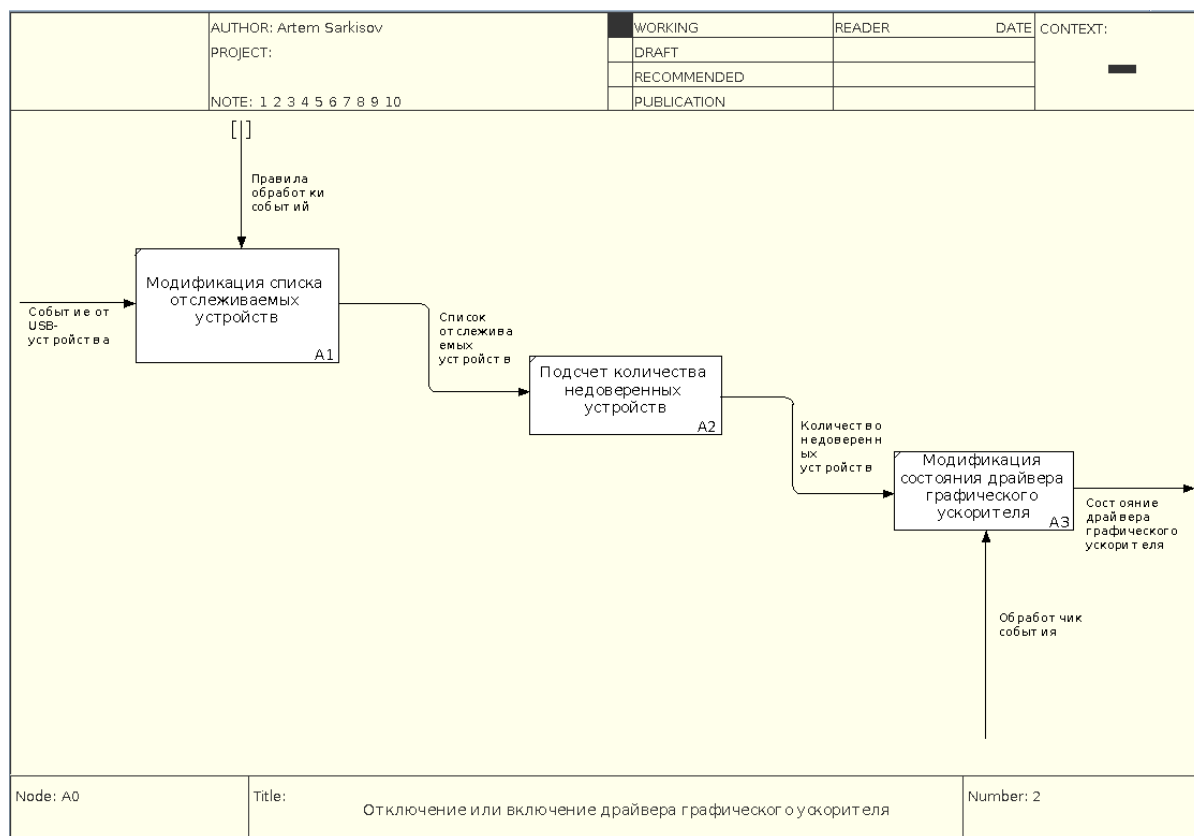 AUTHOR: Artem Sarkisov
PROJECT:
NOTE: 1 2 3 4 5 6 7 8 9 10
WORKING
DRAFT
RECOMMENDED
PUBLICATION
READER DATE
CONTEXT:
[ ]
Правила
обработки
событий
Событие от
USB-
устройства
Модификация списка
отслеживаемых
устройств
A1
Список
отслежива
емых
устройств
Подсчет количества
недоверенных
устройств
A2
Количество
недоверенн
ых
устройств
Модификация
состояния драйвера
графического
ускорителя
A3
Состояние
драйвера
графического
ускорителя
Обработчик
события
Node: A0
Title:
Отключение или включение драйвера графического ускорителя
Number: 2